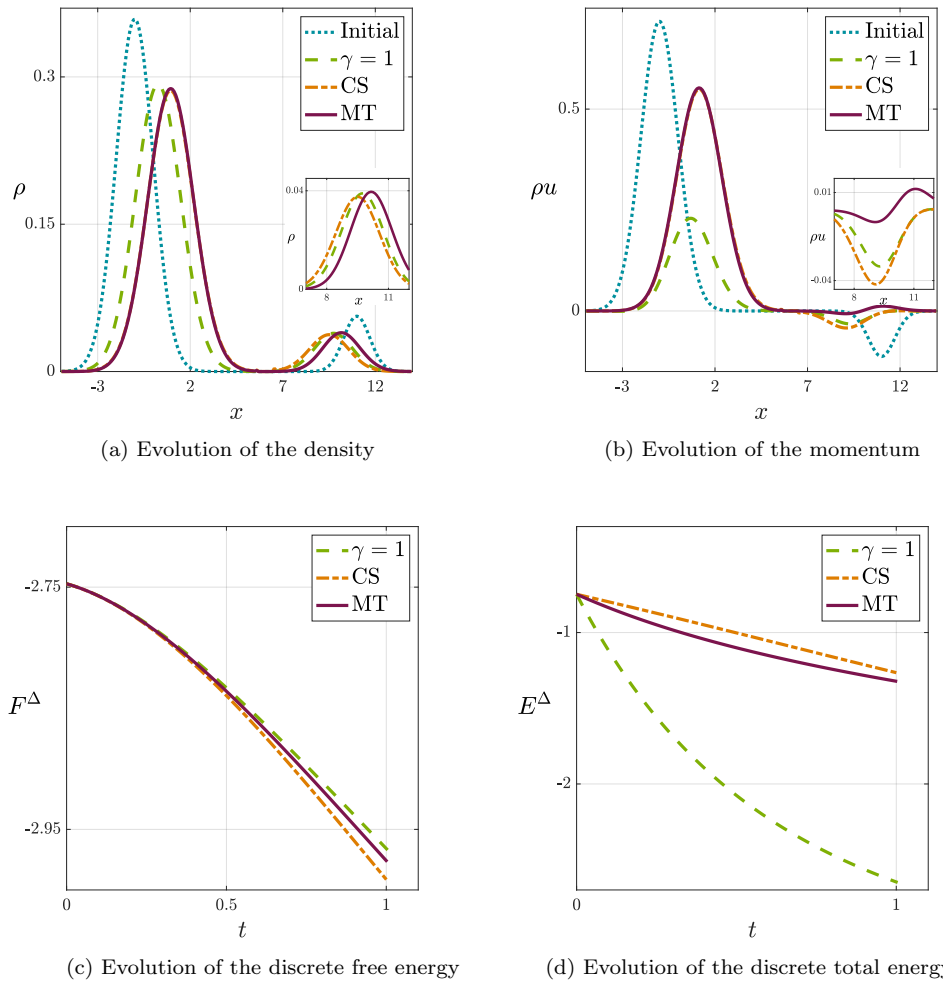 Initial
γ = 1
CS
MT
0.3
0.15
0
ρ
0.04
ρ
0
8
x
11
-3
2
7
12
x
(a) Evolution of the density
Initial
γ = 1
CS
MT
0.5
0
ρu
0.01
ρu
-0.04
8
x
11
-3
2
7
12
x
(b) Evolution of the momentum
γ = 1
CS
MT
-2.75
F^Δ
-2.95
0
0.5
1
t
(c) Evolution of the discrete free energy
γ = 1
CS
MT
-1
E^Δ
-2
0
1
t
(d) Evolution of the discrete total energy